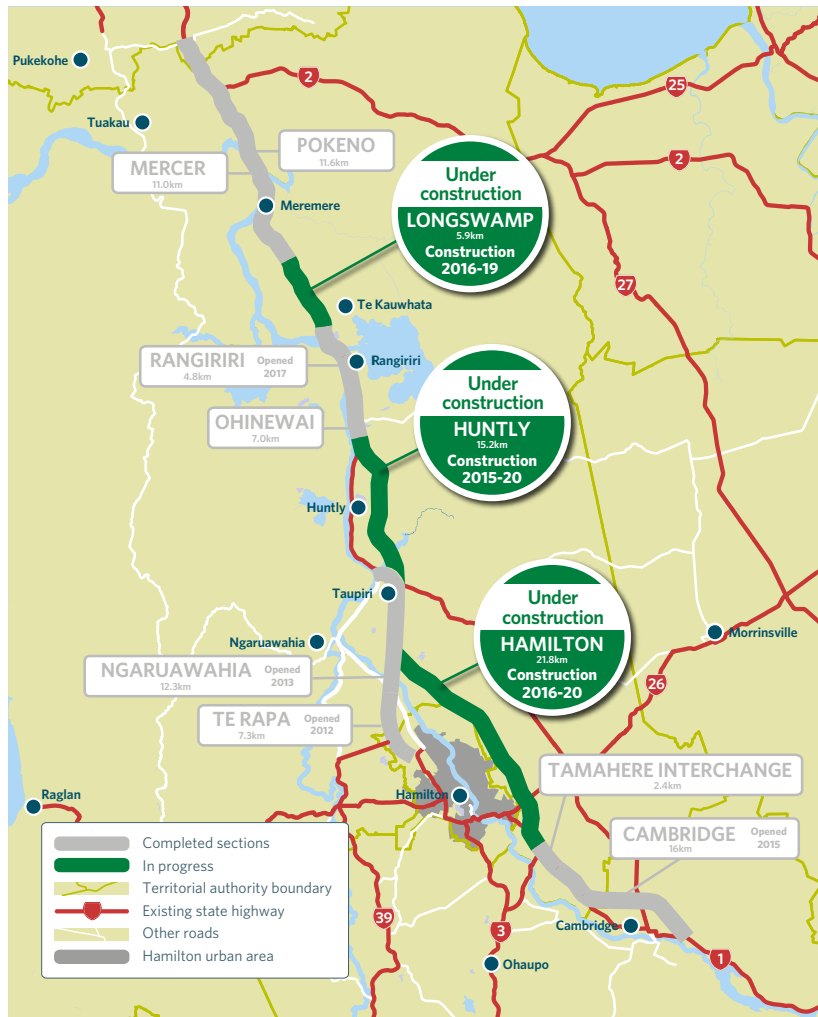 Pukekohe
2
25
Tuakau
POKENO
11.6km
MERCER
11.0km
2
Under
construction
LONGSWAMP
5.9km
Construction
2016-19
Meremere
27
Te Kauwhata
RANGIRIRI Opened
4.8km 2017
Rangiriri
Under
construction
HUNTLY
15.2km
Construction
2015-20
OHINEWAI
7.0km
Huntly
Taupiri
Under
construction
HAMILTON
21.8km
Construction
2016-20
Ngaruawahia
Morrinsville
NGARUAWAHIA Opened
12.3km 2013
26
TE RAPA Opened
7.3km 2012
TAMAHERE INTERCHANGE
2.4km
Raglan
Hamilton
CAMBRIDGE Opened
16km 2015
Completed sections
In progress
Territorial authority boundary
Existing state highway
Other roads
Hamilton urban area
39
3
Cambridge
1
Ohaupo